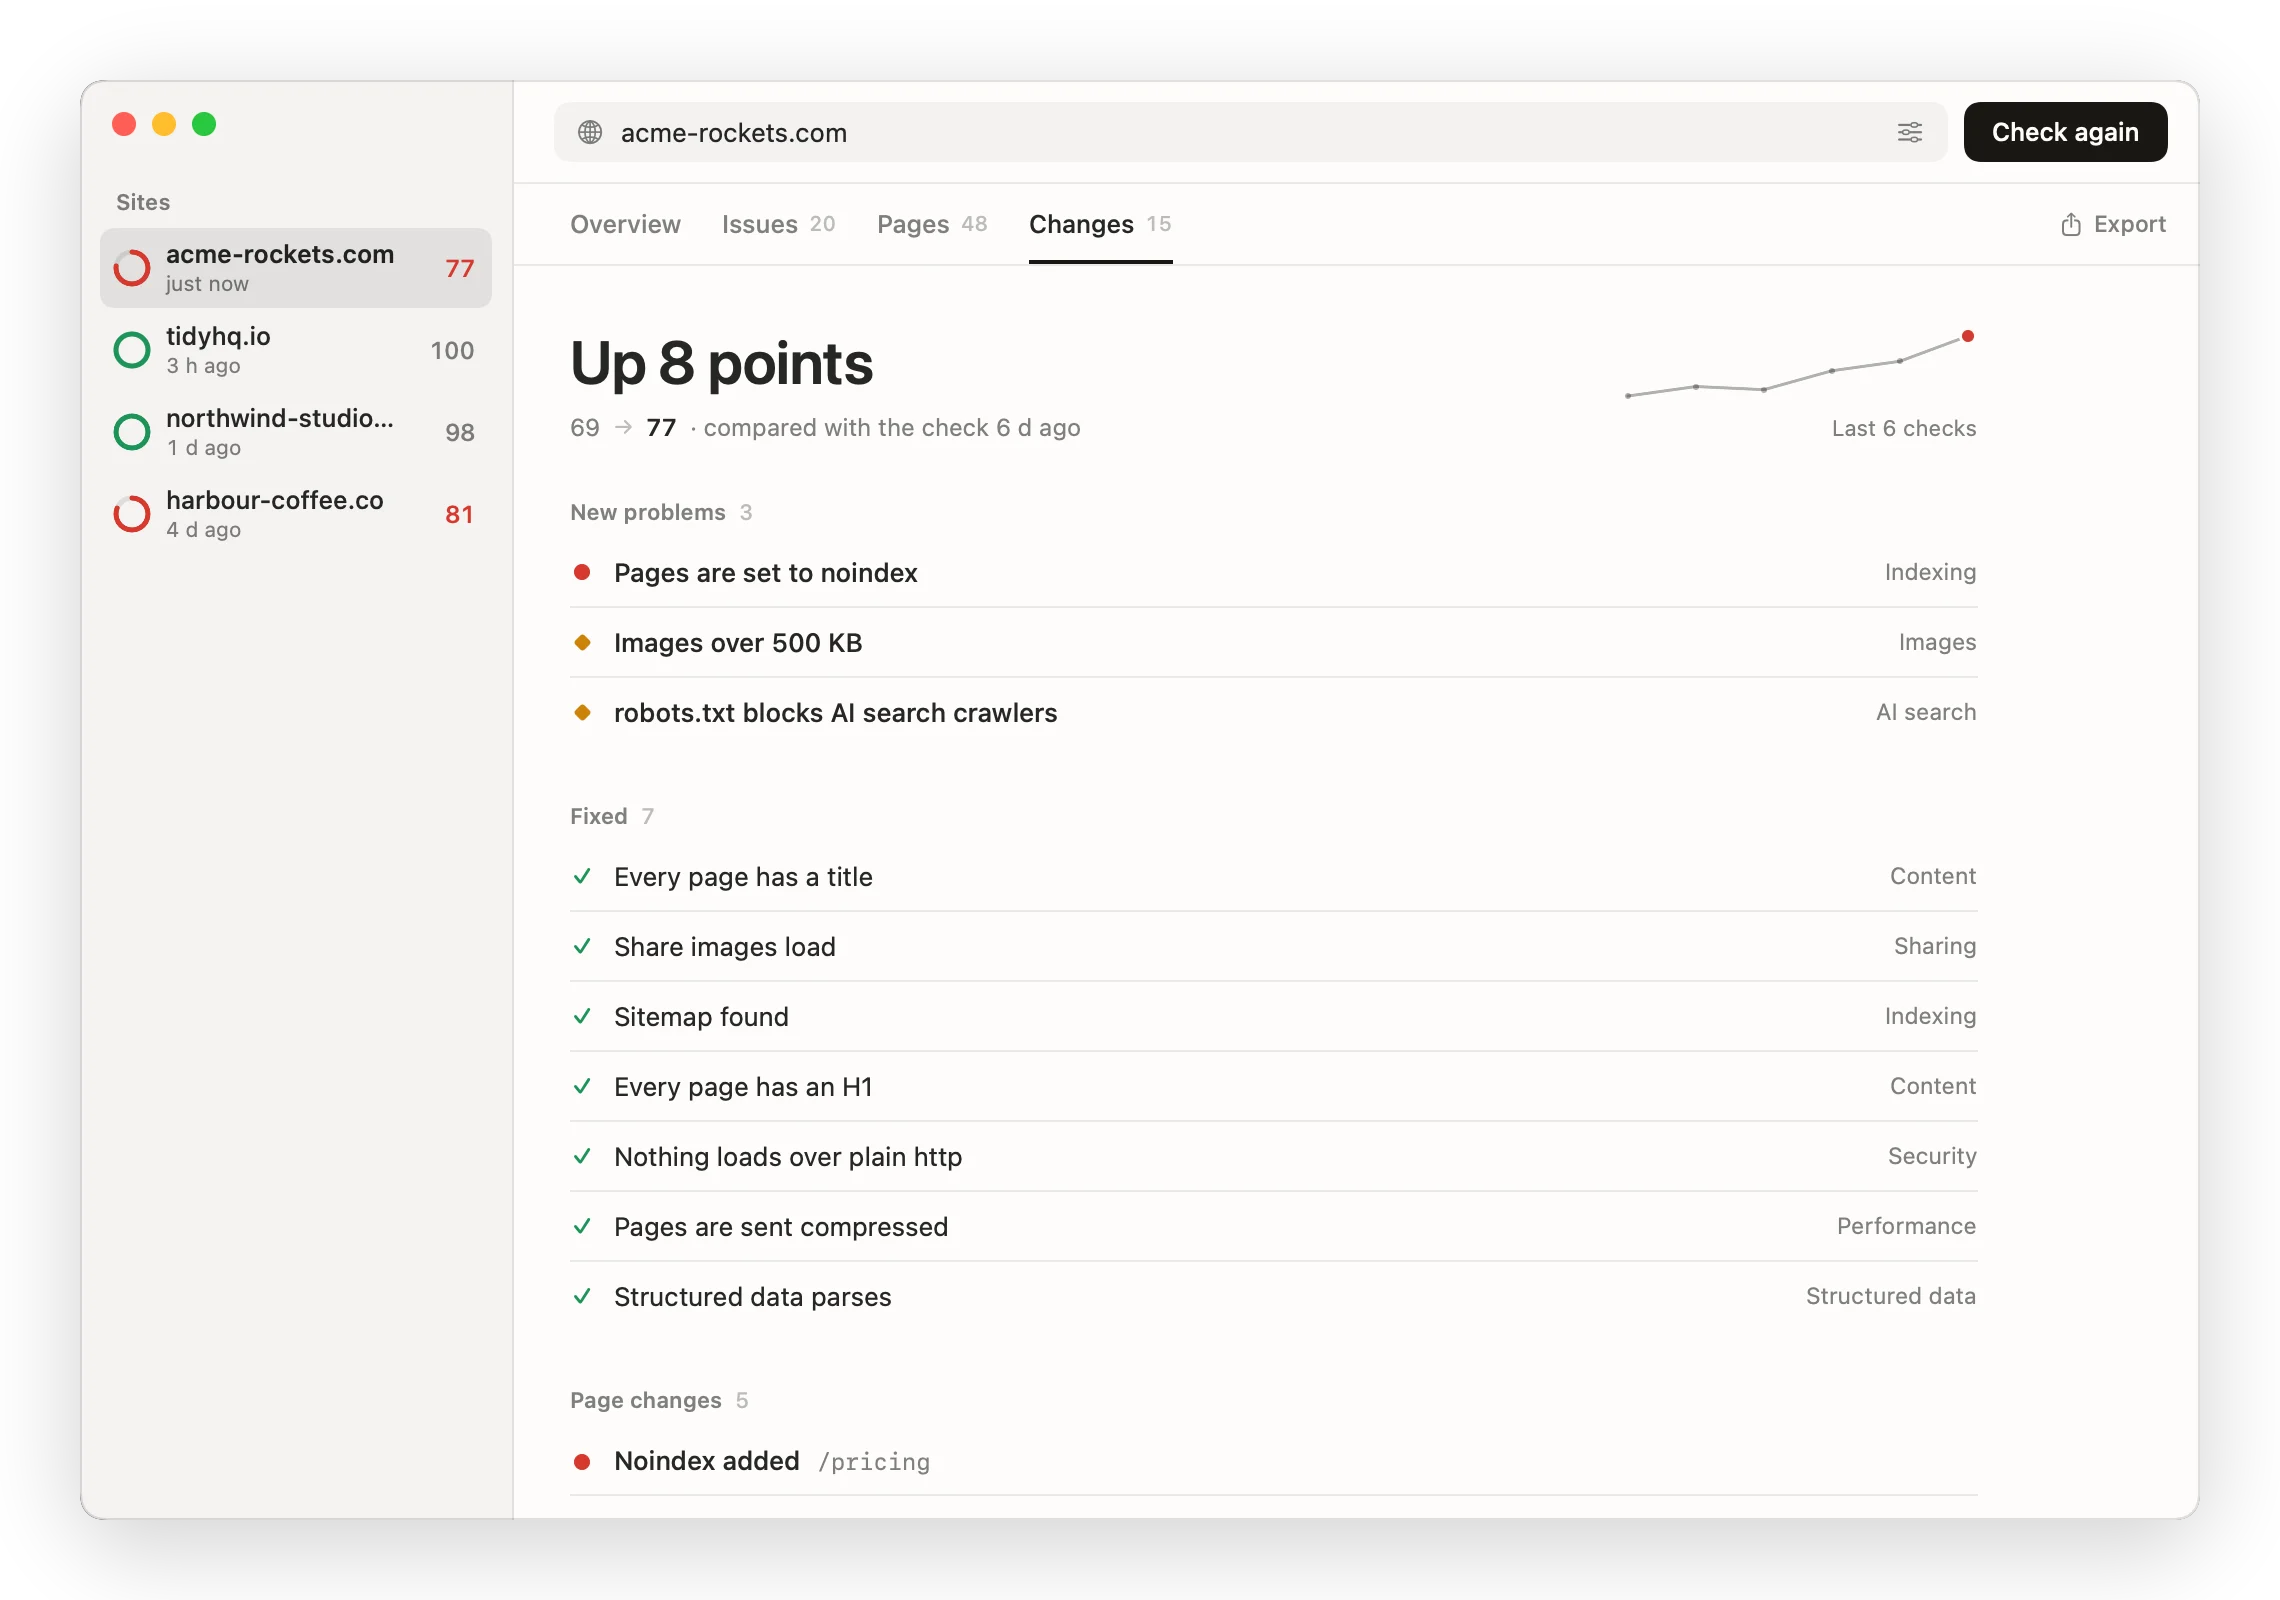 acme-rockets.com
Check again
Sites
acme-rockets.com
just now
77
tidyhq.io
3 h ago
100
northwind-studio...
1 d ago
98
harbour-coffee.co
4 d ago
81
Overview
Issues 20
Pages 48
Changes 15
Export
Up 8 points
69 → 77 · compared with the check 6 d ago
Last 6 checks
New problems 3
Pages are set to noindex Indexing
Images over 500 KB Images
robots.txt blocks AI search crawlers AI search
Fixed 7
Every page has a title Content
Share images load Sharing
Sitemap found Indexing
Every page has an H1 Content
Nothing loads over plain http Security
Pages are sent compressed Performance
Structured data parses Structured data
Page changes 5
Noindex added /pricing